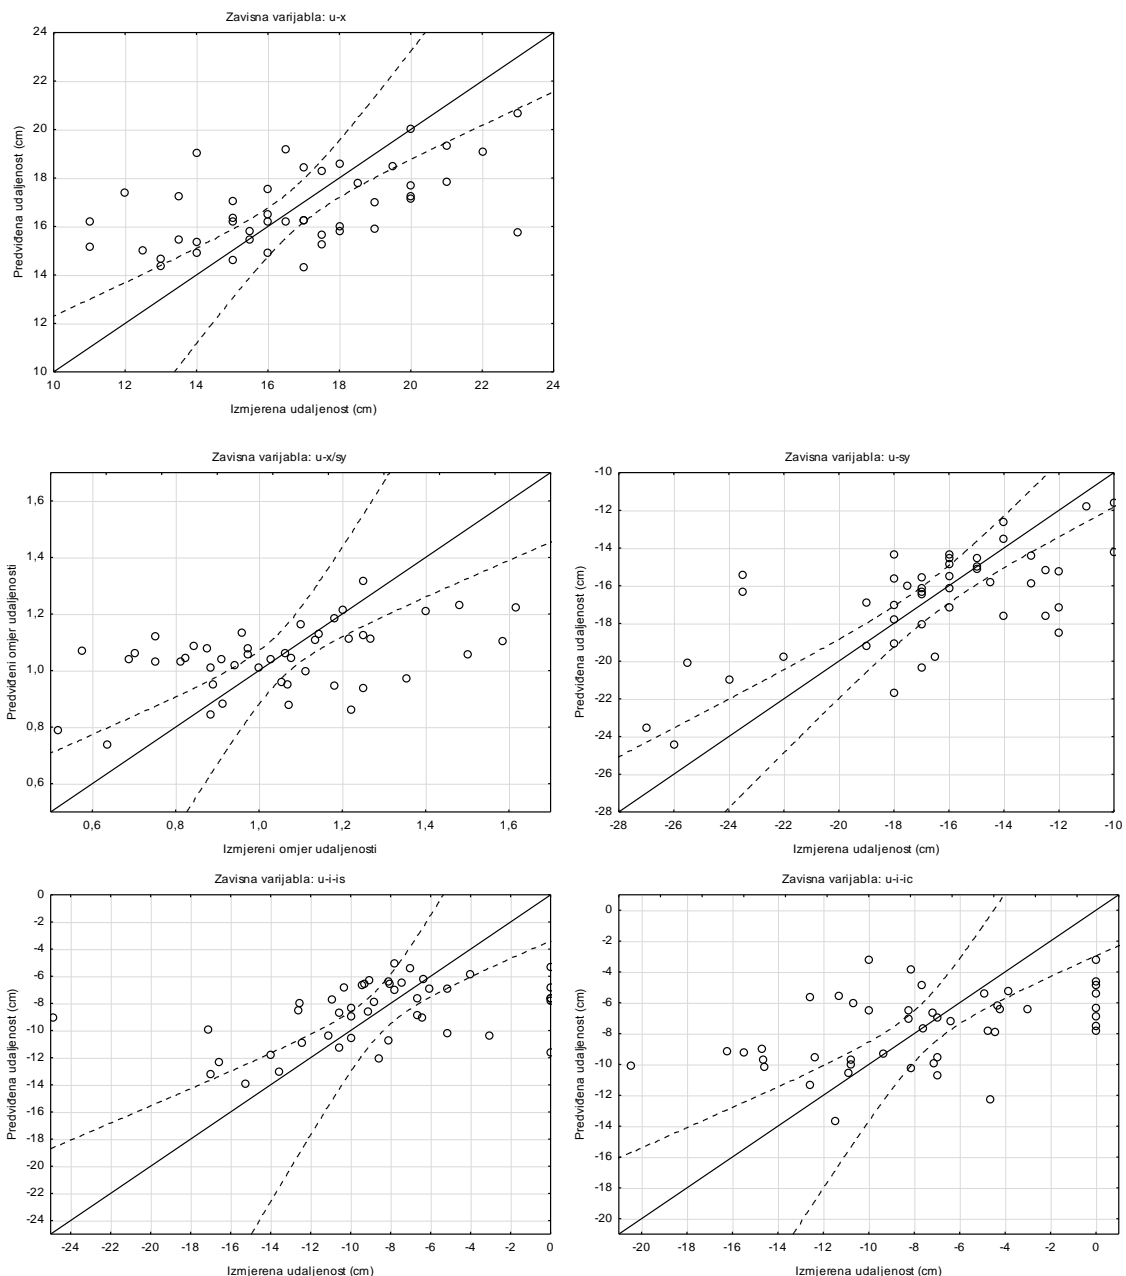 Zavisna varijabla: u-x
24
22
20
18
16
14
12
10
Predviđena udaljenost (cm)
10 12 14 16 18 20 22 24
Izmjerena udaljenost (cm)
Zavisna varijabla: u-x/sy
1,6
1,4
1,2
1,0
0,8
0,6
Predviđeni omjer udaljenosti
0,6 0,8 1,0 1,2 1,4 1,6
Izmjereni omjer udaljenosti
Zavisna varijabla: u-sy
-10
-12
-14
-16
-18
-20
-22
-24
-26
-28
Predviđena udaljenost (cm)
-28 -26 -24 -22 -20 -18 -16 -14 -12 -10
Izmjerena udaljenost (cm)
Zavisna varijabla: u-i-is
0
-2
-4
-6
-8
-10
-12
-14
-16
-18
-20
-22
-24
Predviđena udaljenost (cm)
-24 -22 -20 -18 -16 -14 -12 -10 -8 -6 -4 -2 0
Izmjerena udaljenost (cm)
Zavisna varijabla: u-i-ic
0
-2
-4
-6
-8
-10
-12
-14
-16
-18
-20
Predviđena udaljenost (cm)
-20 -18 -16 -14 -12 -10 -8 -6 -4 -2 0
Izmjerena udaljenost (cm)